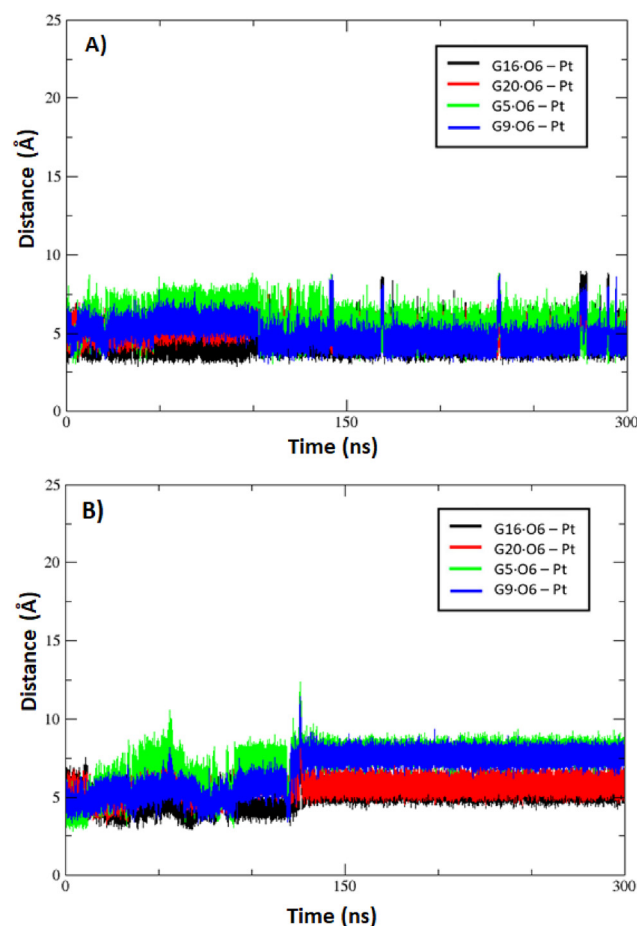 A)
25
20
15
10
5
0
Distance (Å)
G16·O6 – Pt
G20·O6 – Pt
G5·O6 – Pt
G9·O6 – Pt
0
150
300
Time (ns)
B)
25
20
15
10
5
0
Distance (Å)
G16·O6 – Pt
G20·O6 – Pt
G5·O6 – Pt
G9·O6 – Pt
0
150
300
Time (ns)